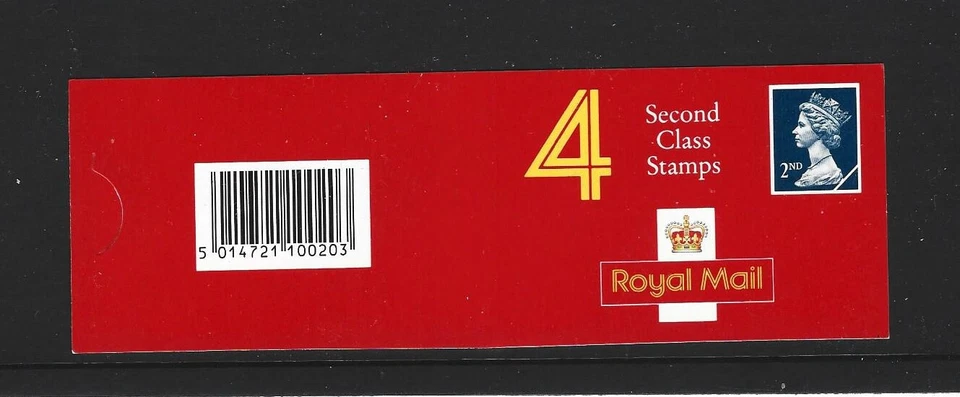 5 014721 100203
4
Second
Class
Stamps
2ND
Royal Mail